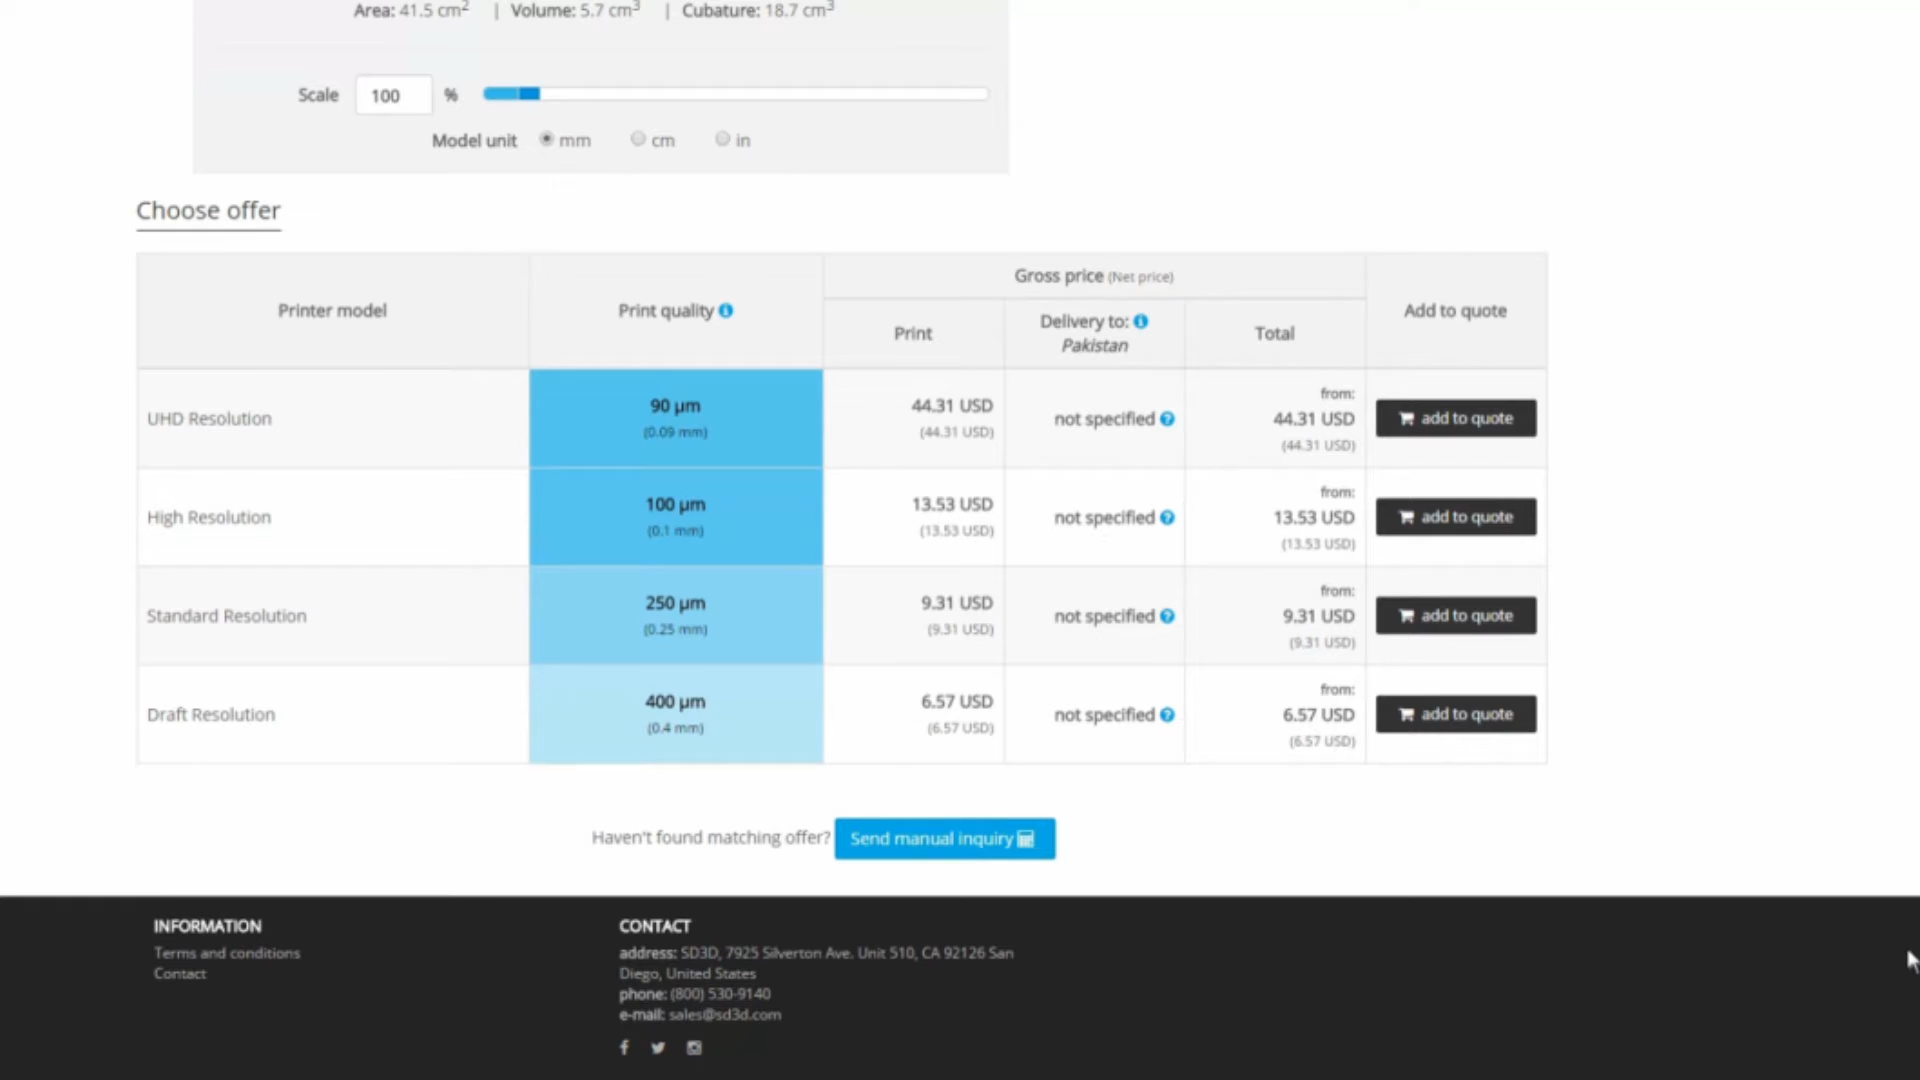 Area: 41.5 cm2 | Volume: 5.7 cm3 | Cubature: 18.7 cm3
Scale 100 %
Model unit mm cm in
Choose offer
Printer model
Print quality
Gross price (Net price)
Add to quote
Print
Delivery to:
Pakistan
Total
UHD Resolution
90 µm
(0.09 mm)
44.31 USD
(44.31 USD)
not specified
from:
44.31 USD
(44.31 USD)
add to quote
High Resolution
100 µm
(0.1 mm)
13.53 USD
(13.53 USD)
not specified
from:
13.53 USD
(13.53 USD)
add to quote
Standard Resolution
250 µm
(0.25 mm)
9.31 USD
(9.31 USD)
not specified
from:
9.31 USD
(9.31 USD)
add to quote
Draft Resolution
400 µm
(0.4 mm)
6.57 USD
(6.57 USD)
not specified
from:
6.57 USD
(6.57 USD)
add to quote
Haven't found matching offer? Send manual inquiry
INFORMATION
Terms and conditions
Contact
CONTACT
address: SD3D, 7925 Silverton Ave. Unit 510, CA 92126 San
Diego, United States
phone: (800) 530-9140
e-mail: sales@sd3d.com